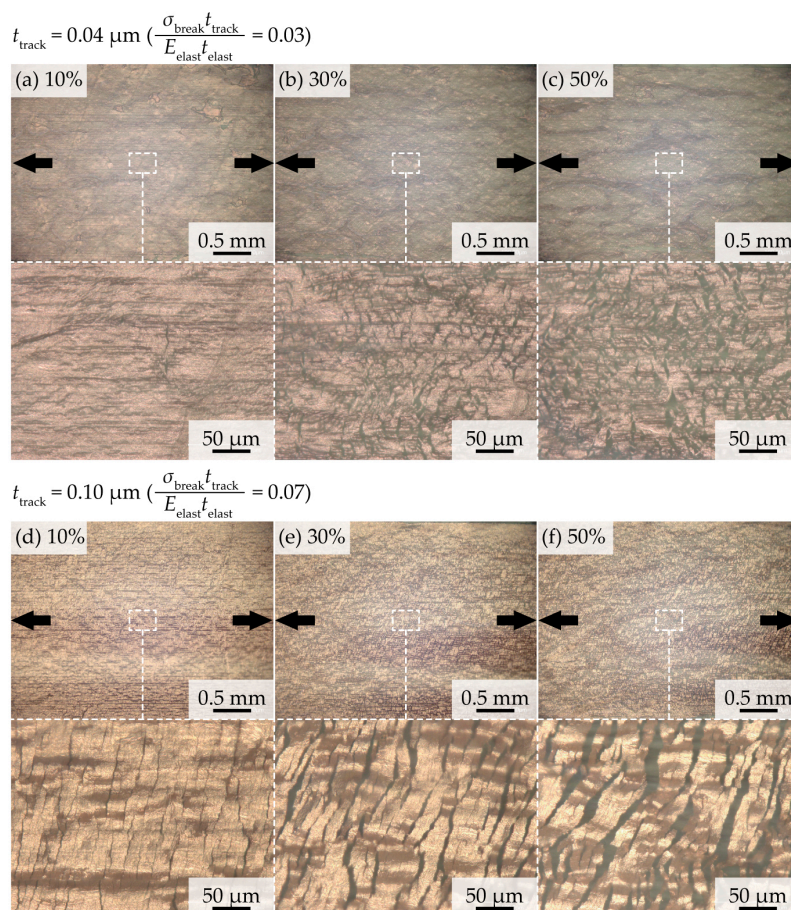 t_track = 0.04 µm (σ_break t_track / E_elast t_elast = 0.03)
(a) 10% (b) 30% (c) 50%
0.5 mm 0.5 mm 0.5 mm
50 µm 50 µm 50 µm
t_track = 0.10 µm (σ_break t_track / E_elast t_elast = 0.07)
(d) 10% (e) 30% (f) 50%
0.5 mm 0.5 mm 0.5 mm
50 µm 50 µm 50 µm